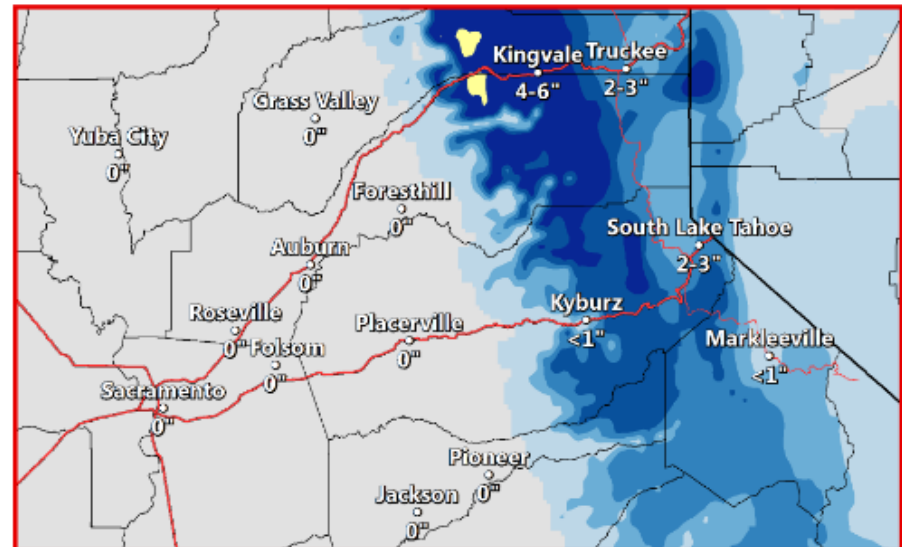 Kingvale
4-6"
Truckee
2-3"
Grass Valley
0"
Yuba City
0"
Foresthill
0"
South Lake Tahoe
2-3"
Auburn
0"
Kyburz
<1"
Roseville
0"
Placerville
0"
Markleeville
<1"
Folsom
0"
Sacramento
0"
Pioneer
0"
Jackson
0"